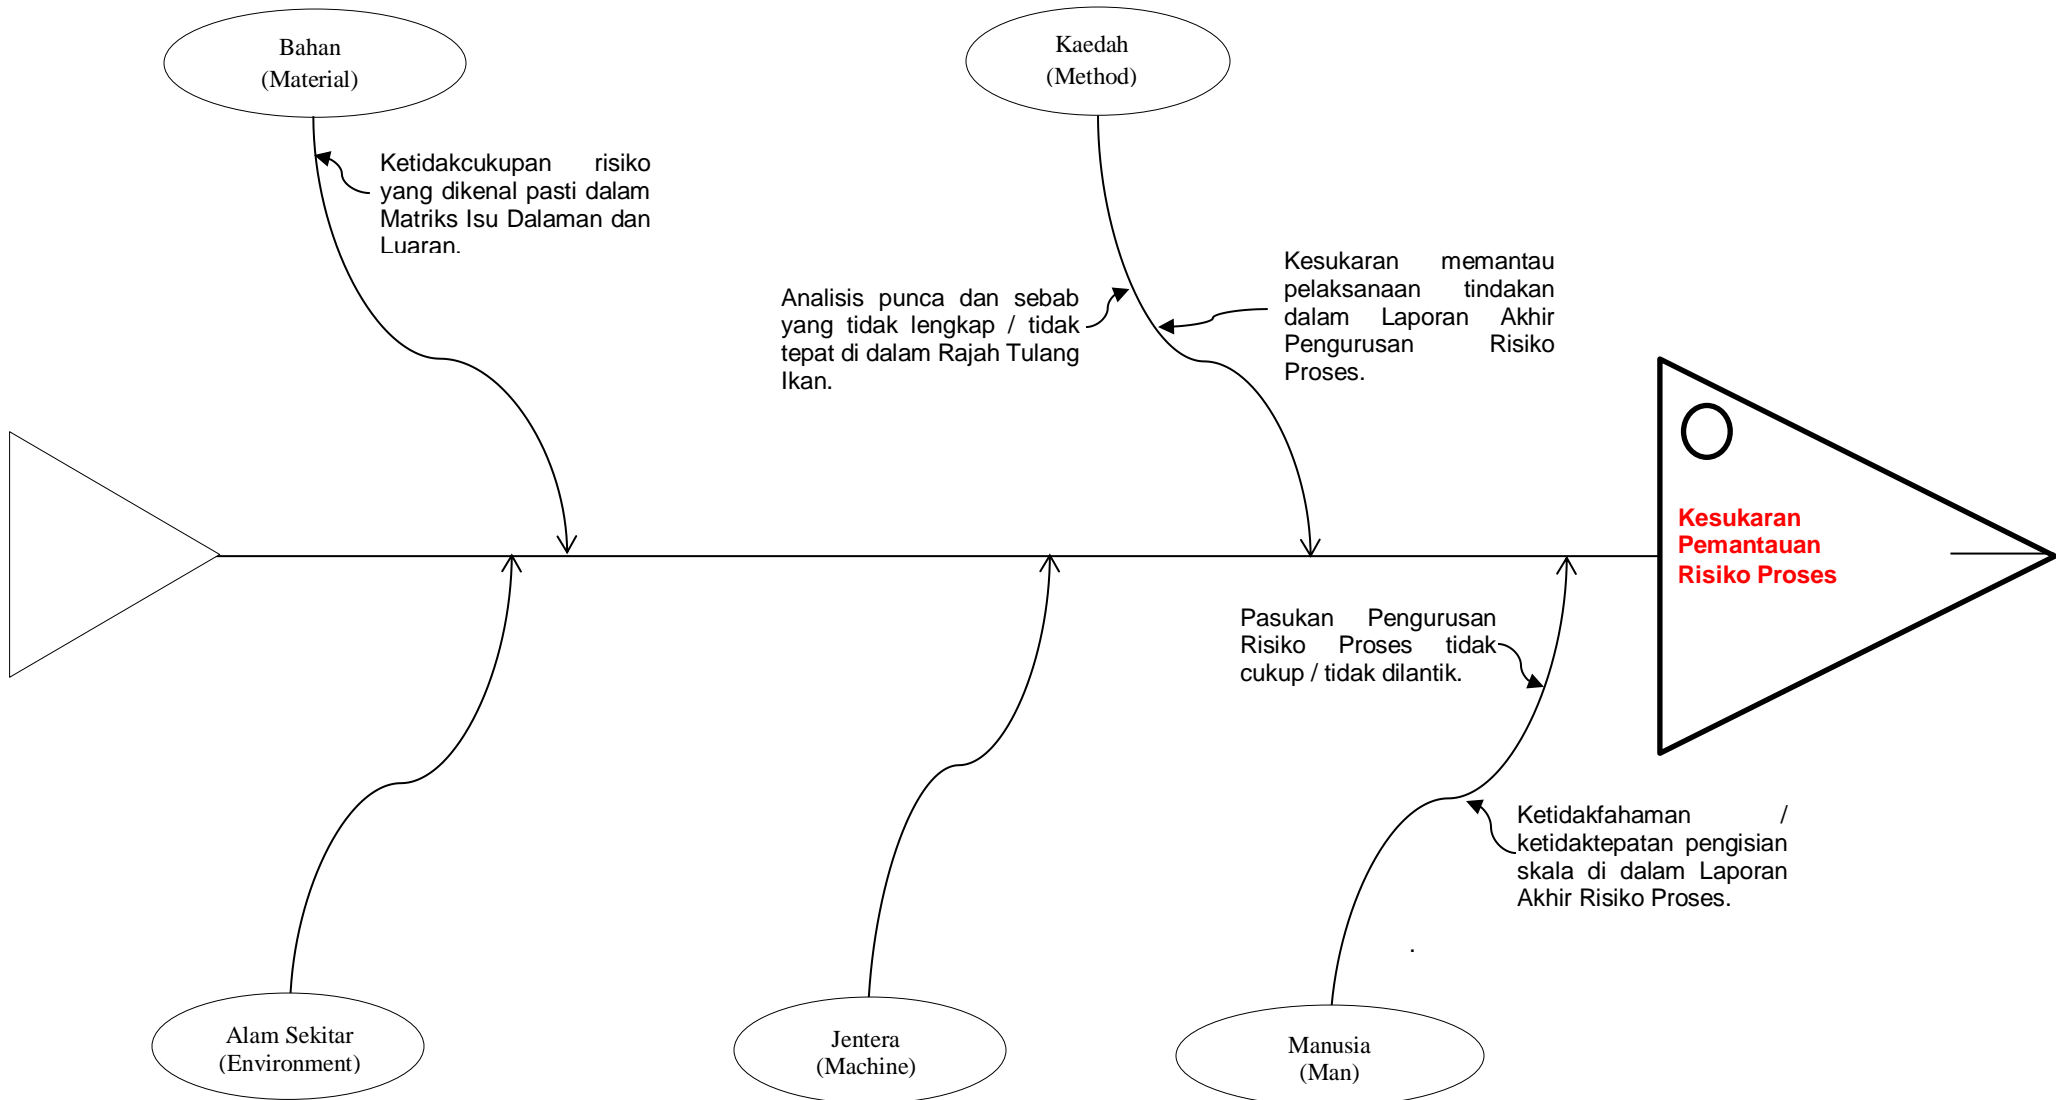 Bahan
(Material)
Kaedah
(Method)
Ketidakcukupan risiko
yang dikenal pasti dalam
Matriks Isu Dalaman dan
Luaran.
Analisis punca dan sebab
yang tidak lengkap / tidak
tepat di dalam Rajah Tulang
Ikan.
Kesukaran memantau
pelaksanaan tindakan
dalam Laporan Akhir
Pengurusan Risiko
Proses.
Kesukaran
Pemantauan
Risiko Proses
Pasukan Pengurusan
Risiko Proses tidak
cukup / tidak dilantik.
Ketidakfahaman /
ketidaktepatan pengisian
skala di dalam Laporan
Akhir Risiko Proses.
.
Alam Sekitar
(Environment)
Jentera
(Machine)
Manusia
(Man)